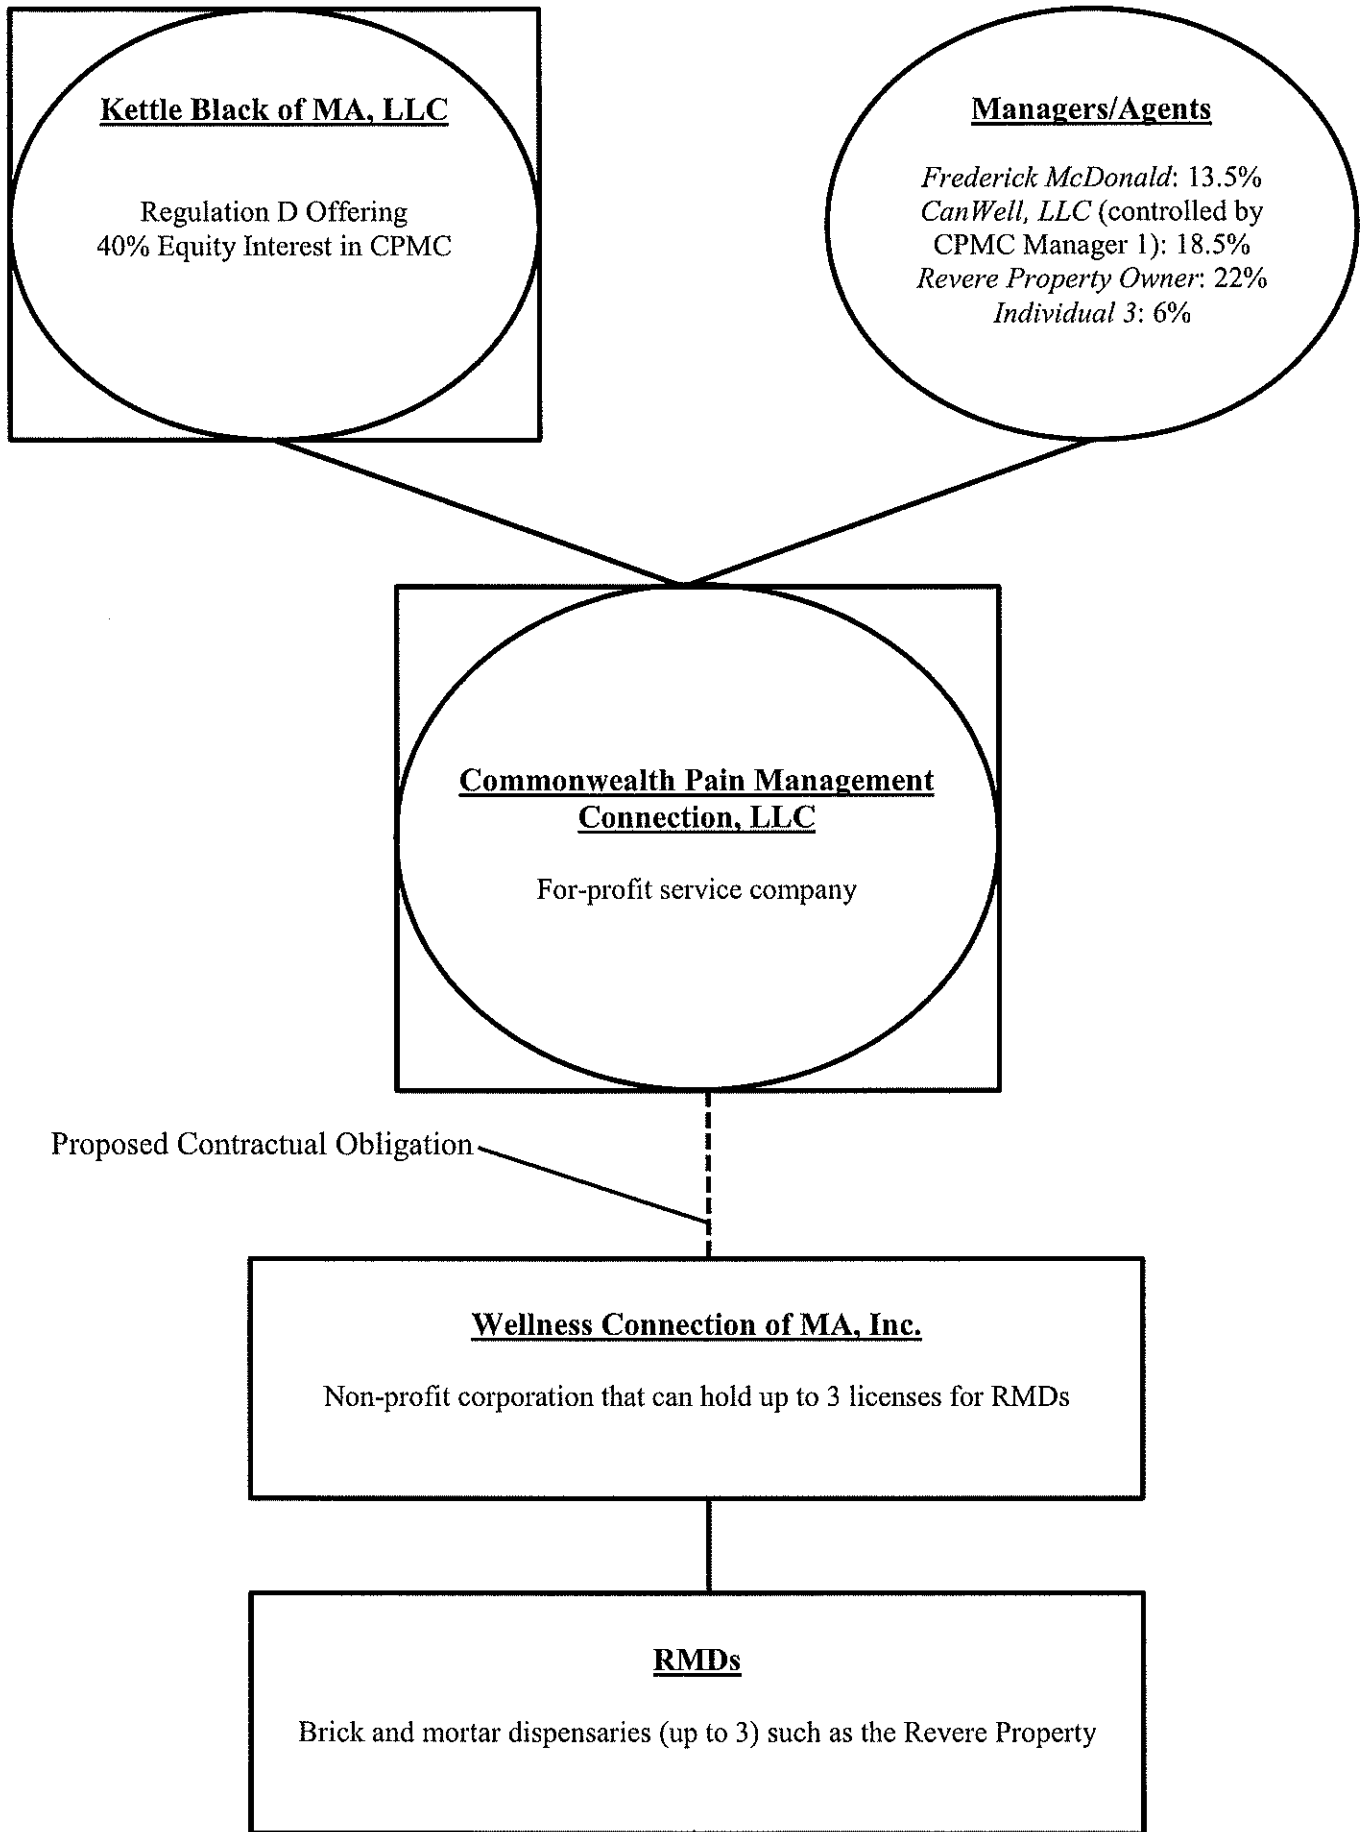 Kettle Black of MA, LLC
Regulation D Offering
40% Equity Interest in CPMC
Managers/Agents
Frederick McDonald: 13.5%
CanWell, LLC (controlled by
CPMC Manager 1): 18.5%
Revere Property Owner: 22%
Individual 3: 6%
Commonwealth Pain Management
Connection, LLC
For-profit service company
Proposed Contractual Obligation
Wellness Connection of MA, Inc.
Non-profit corporation that can hold up to 3 licenses for RMDs
RMDs
Brick and mortar dispensaries (up to 3) such as the Revere Property